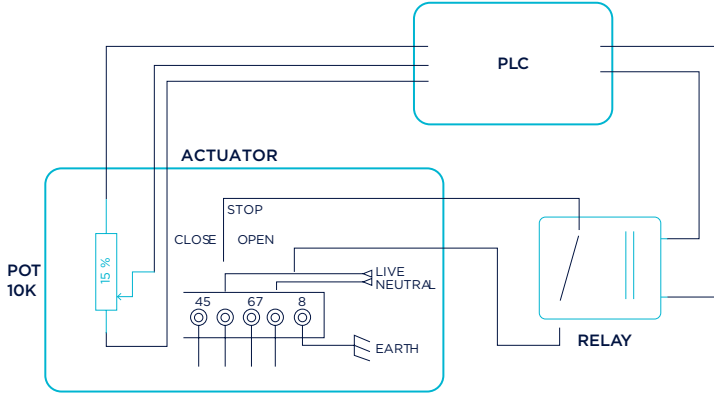 PLC
ACTUATOR
STOP
CLOSE OPEN
POT
10K
15 %
LIVE
NEUTRAL
45 67 8
EARTH
RELAY